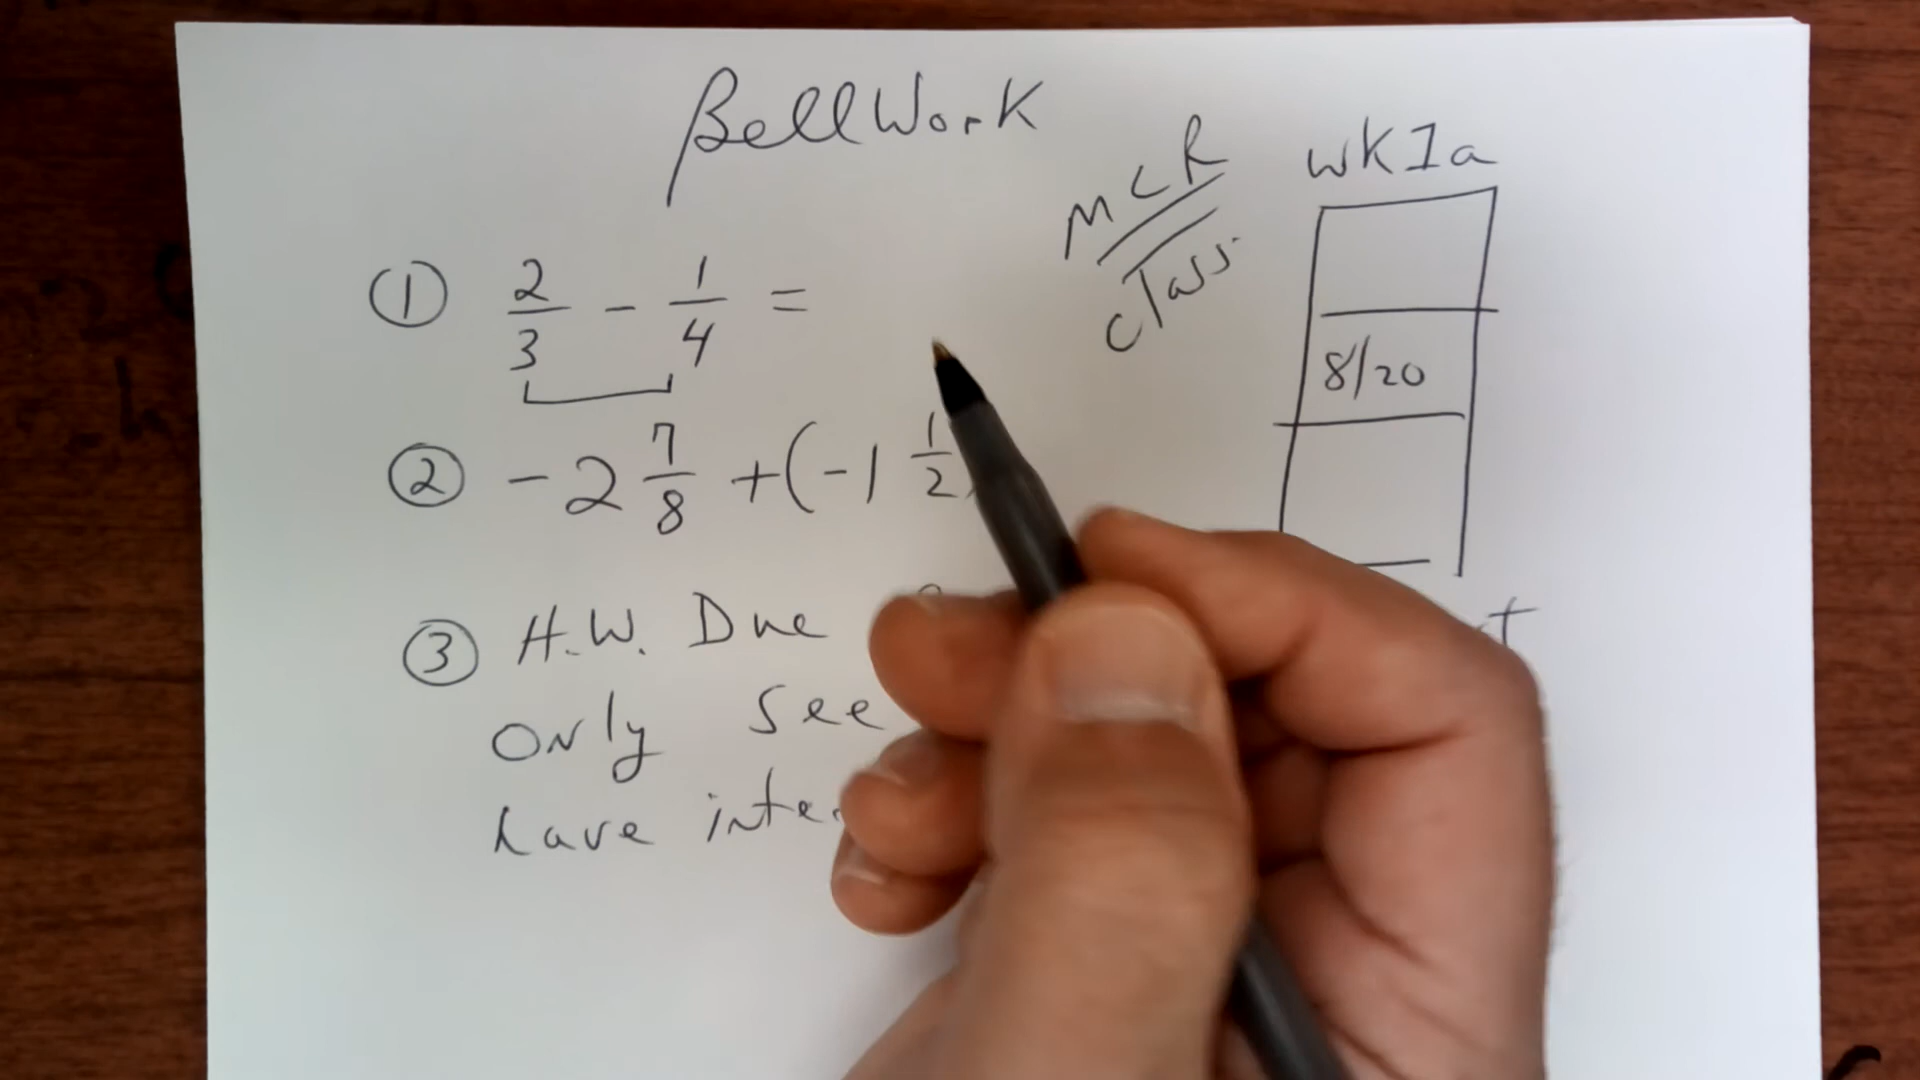 BellWork
① 2/3 - 1/4 =
② - 2 7/8 + (-1 1/2
③ H.W. Due
only see
have
MCR
class
WK1a
8/20